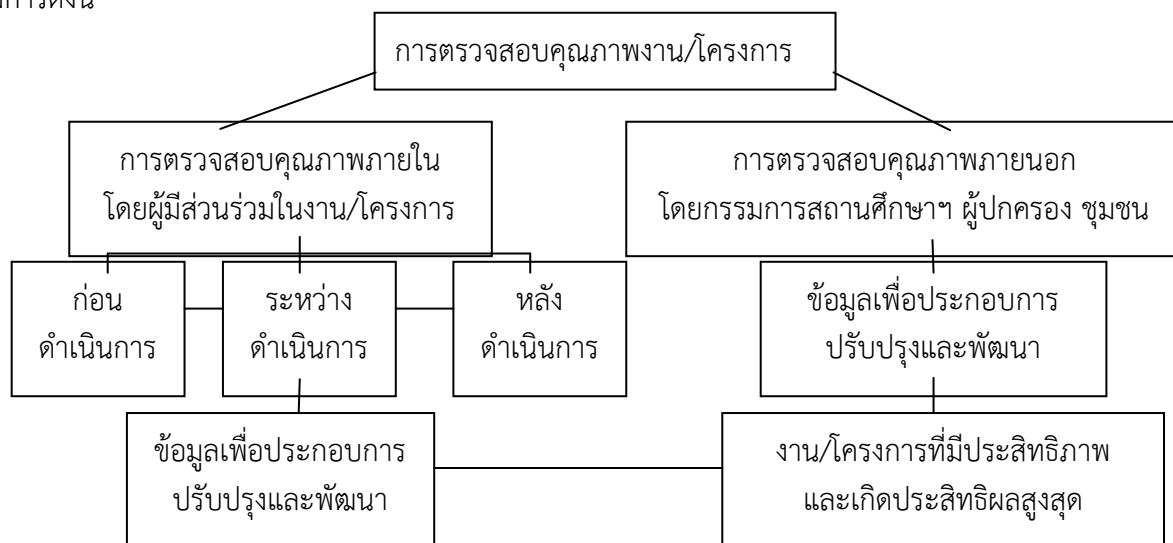 การตรวจสอบคุณภาพงาน/โครงการ
การตรวจสอบคุณภาพภายใน
โดยผู้มีส่วนร่วมในงาน/โครงการ
การตรวจสอบคุณภาพภายนอก
โดยกรรมการสถานศึกษาฯ ผู้ปกครอง ชุมชน
ก่อน
ดำเนินการ
ระหว่าง
ดำเนินการ
หลัง
ดำเนินการ
ข้อมูลเพื่อประกอบการ
ปรับปรุงและพัฒนา
ข้อมูลเพื่อประกอบการ
ปรับปรุงและพัฒนา
งาน/โครงการที่มีประสิทธิภาพ
และเกิดประสิทธิผลสูงสุด